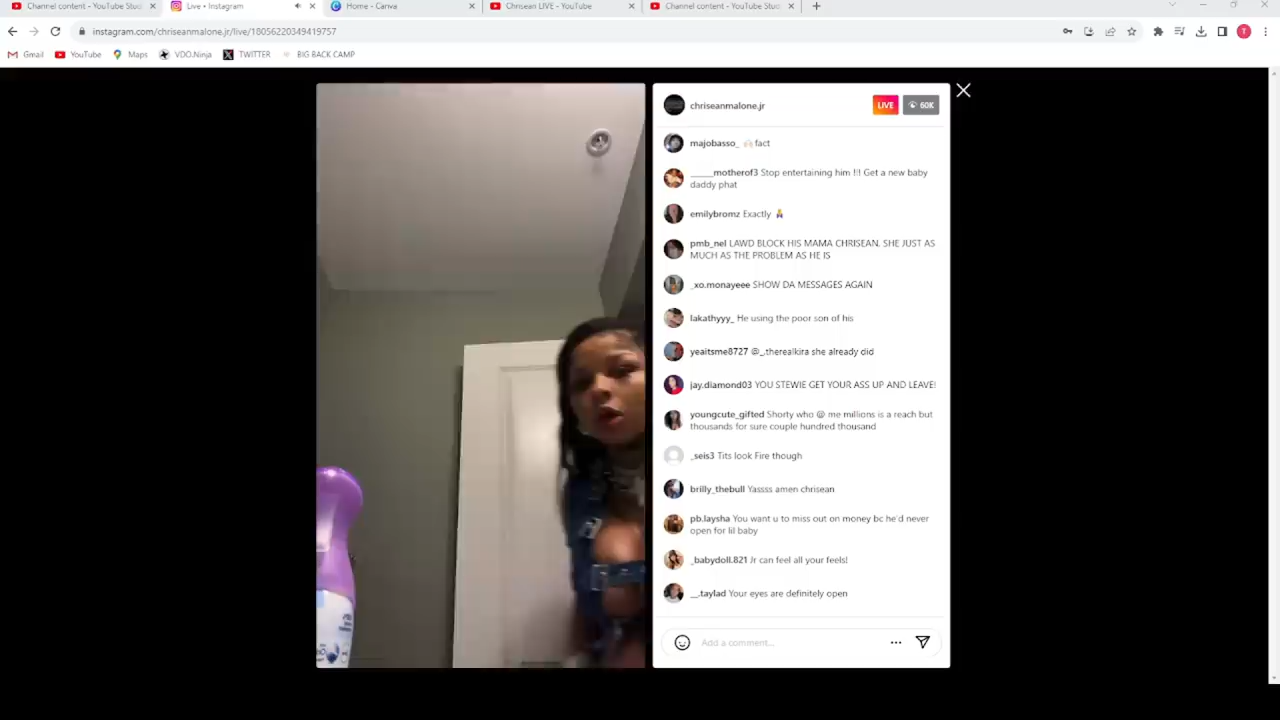 Channel content - YouTube Studi
Live • Instagram
Home - Canva
Chrisean LIVE - YouTube
Channel content - YouTube Stud
instagram.com/chriseanmalone.jr/live/18056220349419757
T
Gmail
YouTube
Maps
VDO.Ninja
TWITTER
BIG BACK CAMP
chriseanmalone.jr
LIVE
60K
majobasso_ fact
_____motherof3 Stop entertaining him !!! Get a new baby
daddy phat
emilybromz Exactly
pmb_nel LAWD BLOCK HIS MAMA CHRISEAN. SHE JUST AS
MUCH AS THE PROBLEM AS HE IS
_xo.monayeee SHOW DA MESSAGES AGAIN
lakathyyy_ He using the poor son of his
yeaitsme8727 @_.therealkira she already did
jay.diamond03 YOU STEWIE GET YOUR ASS UP AND LEAVE!
youngcute_gifted Shorty who @ me millions is a reach but
thousands for sure couple hundred thousand
_seis3 Tits look Fire though
brilly_thebull Yassss amen chrisean
pb.laysha You want u to miss out on money bc he'd never
open for lil baby
_babydoll.821 Jr can feel all your feels!
__.taylad Your eyes are definitely open
Add a comment...